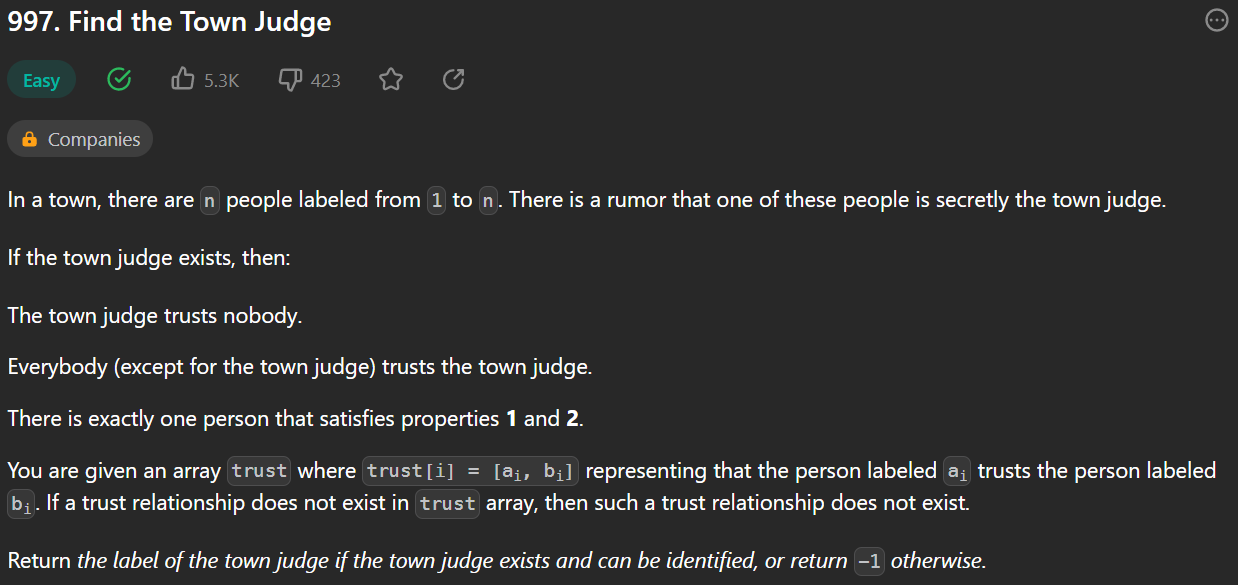 997. Find the Town Judge
Easy 5.3K 423
Companies
In a town, there are n people labeled from 1 to n. There is a rumor that one of these people is secretly the town judge.
If the town judge exists, then:
The town judge trusts nobody.
Everybody (except for the town judge) trusts the town judge.
There is exactly one person that satisfies properties 1 and 2.
You are given an array trust where trust[i] = [aᵢ, bᵢ] representing that the person labeled aᵢ trusts the person labeled
bᵢ. If a trust relationship does not exist in trust array, then such a trust relationship does not exist.
Return the label of the town judge if the town judge exists and can be identified, or return -1 otherwise.